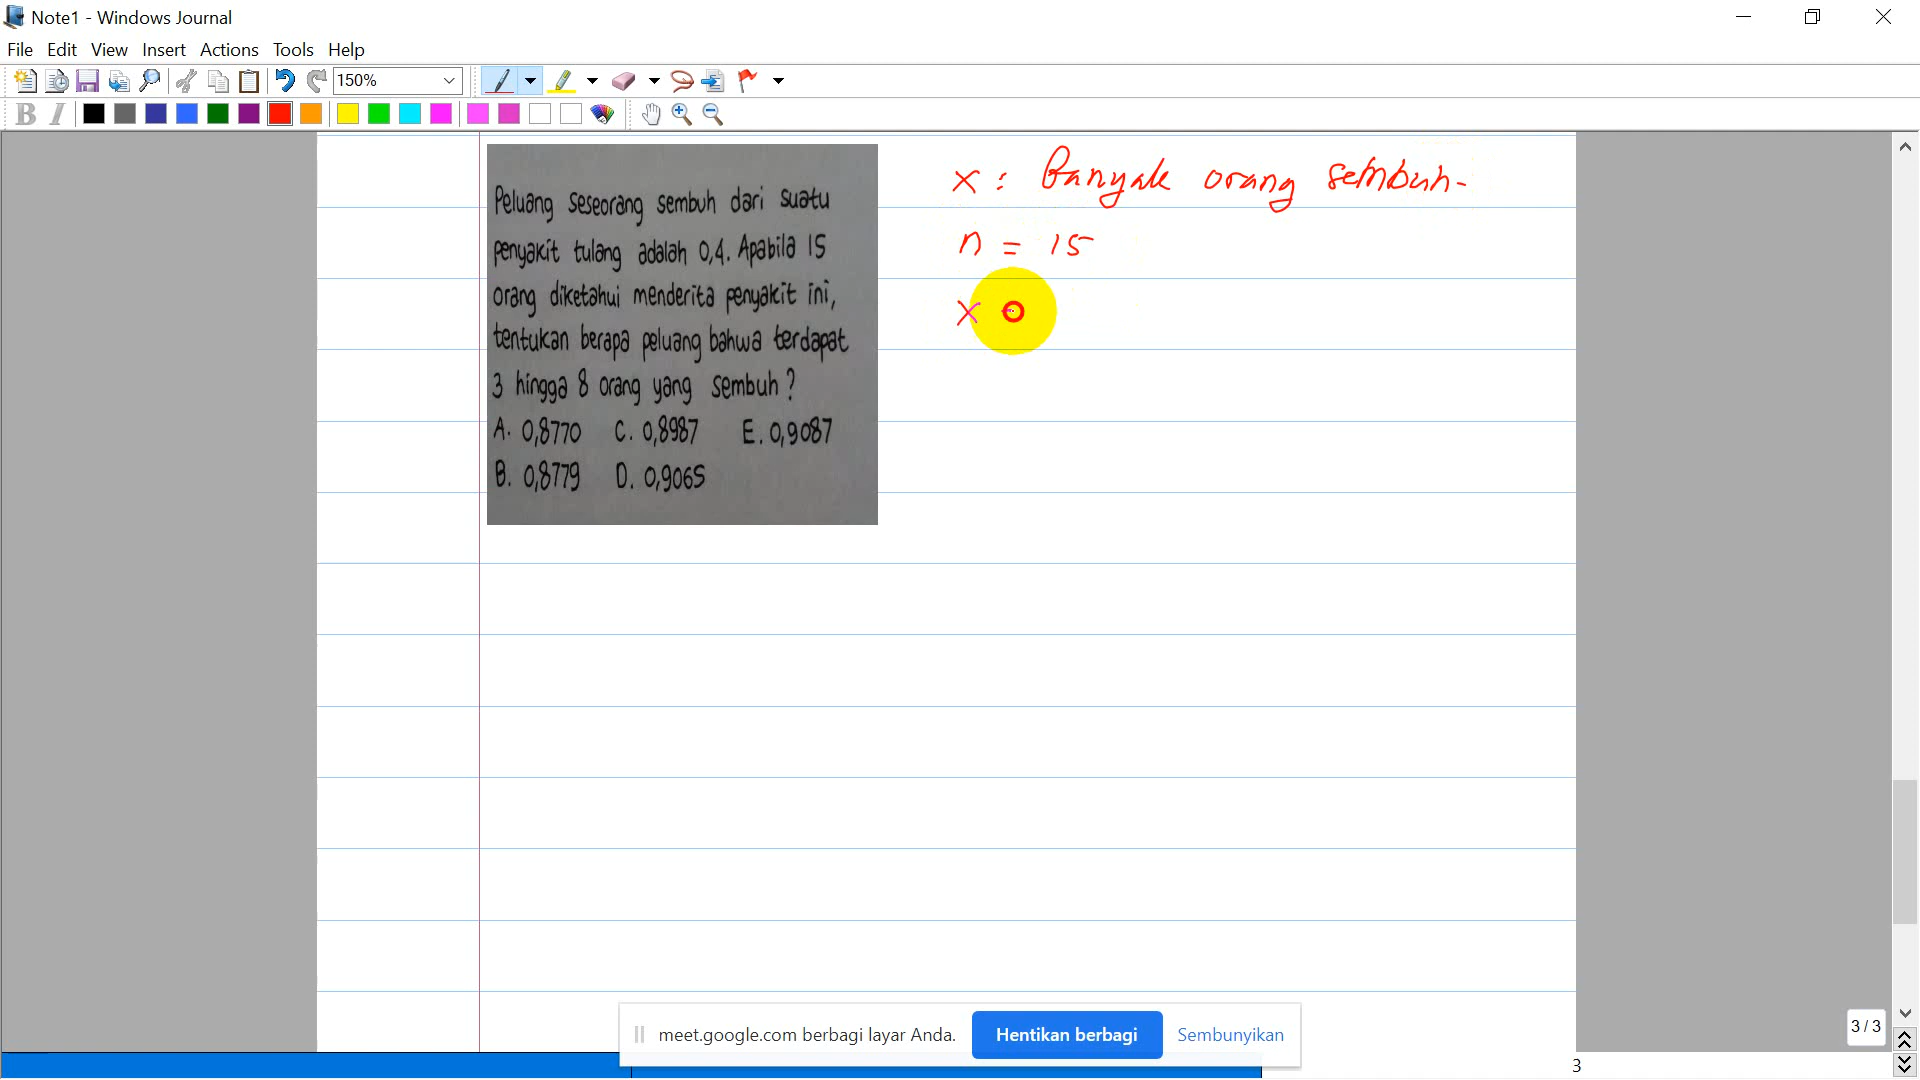 Note1 - Windows Journal
File Edit View Insert Actions Tools Help
150%
B I
Peluang seseorang sembuh dari suatu
penyakit tulang adalah 0,4. Apabila 15
orang diketahui menderita penyakit ini,
tentukan berapa peluang bahwa terdapat
3 hingga 8 orang yang sembuh?
A. 0,8770 C. 0,8987 E. 0,9087
B. 0,8779 D. 0,9065
x : Banyak orang sembuh.
n = 15
x
3/3
meet.google.com berbagi layar Anda. Hentikan berbagi Sembunyikan
3